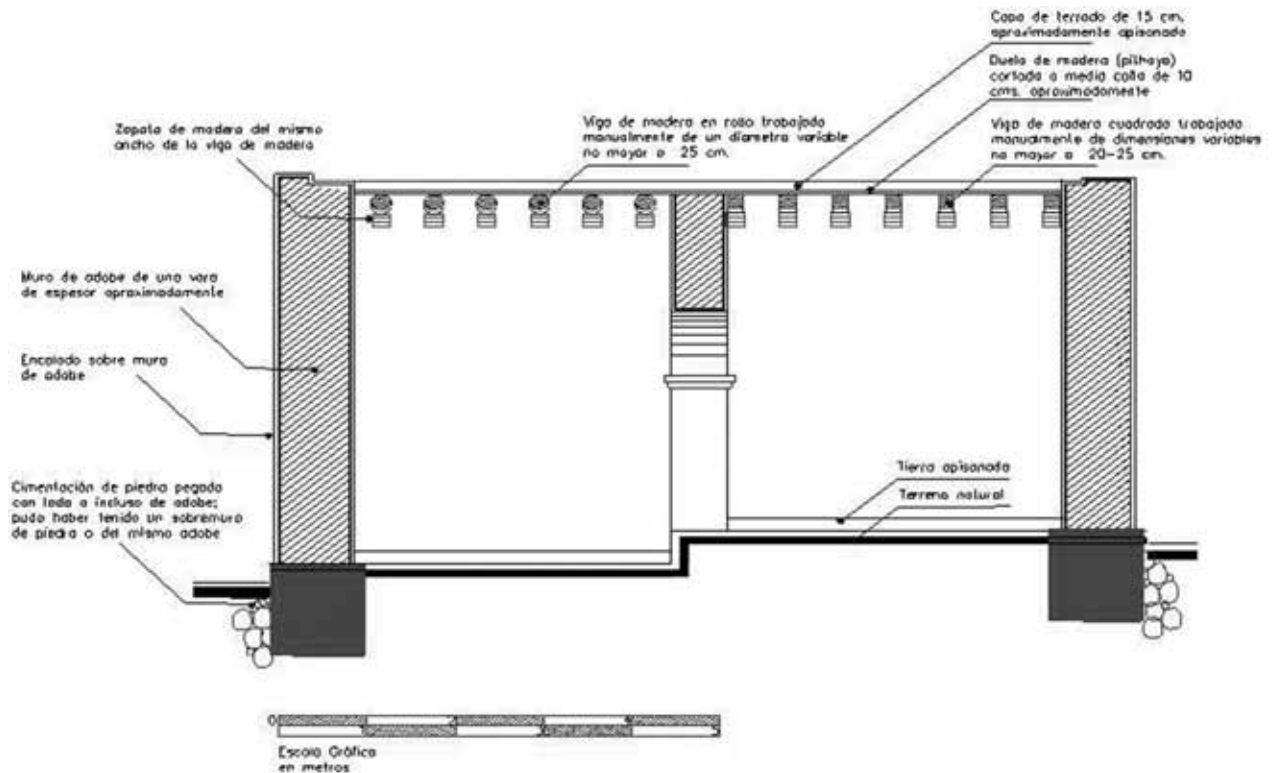 Capa de terrado de 15 cm.
aproximadamente apisonado
Duela de madera (pilhaya)
cortada a media caña de 10
cms. aproximadamente
Zapata de madera del mismo
ancho de la viga de madera
Viga de madera en rollo trabajado
manualmente de un diametro variable
no mayor a 25 cm.
Viga de madera cuadrada trabajado
manualmente de dimensiones variables
no mayor a 20-25 cm.
Muro de adobe de una vara
de espesor aproximadamente
Encalado sobre muro
de adobe
Cimentación de piedra pegado
con lodo o incluso de adobe;
pudo haber tenido un sobremuro
de piedra o del mismo adobe
Tierra apisonada
Terreno natural
0
Escala Gráfica
en metros